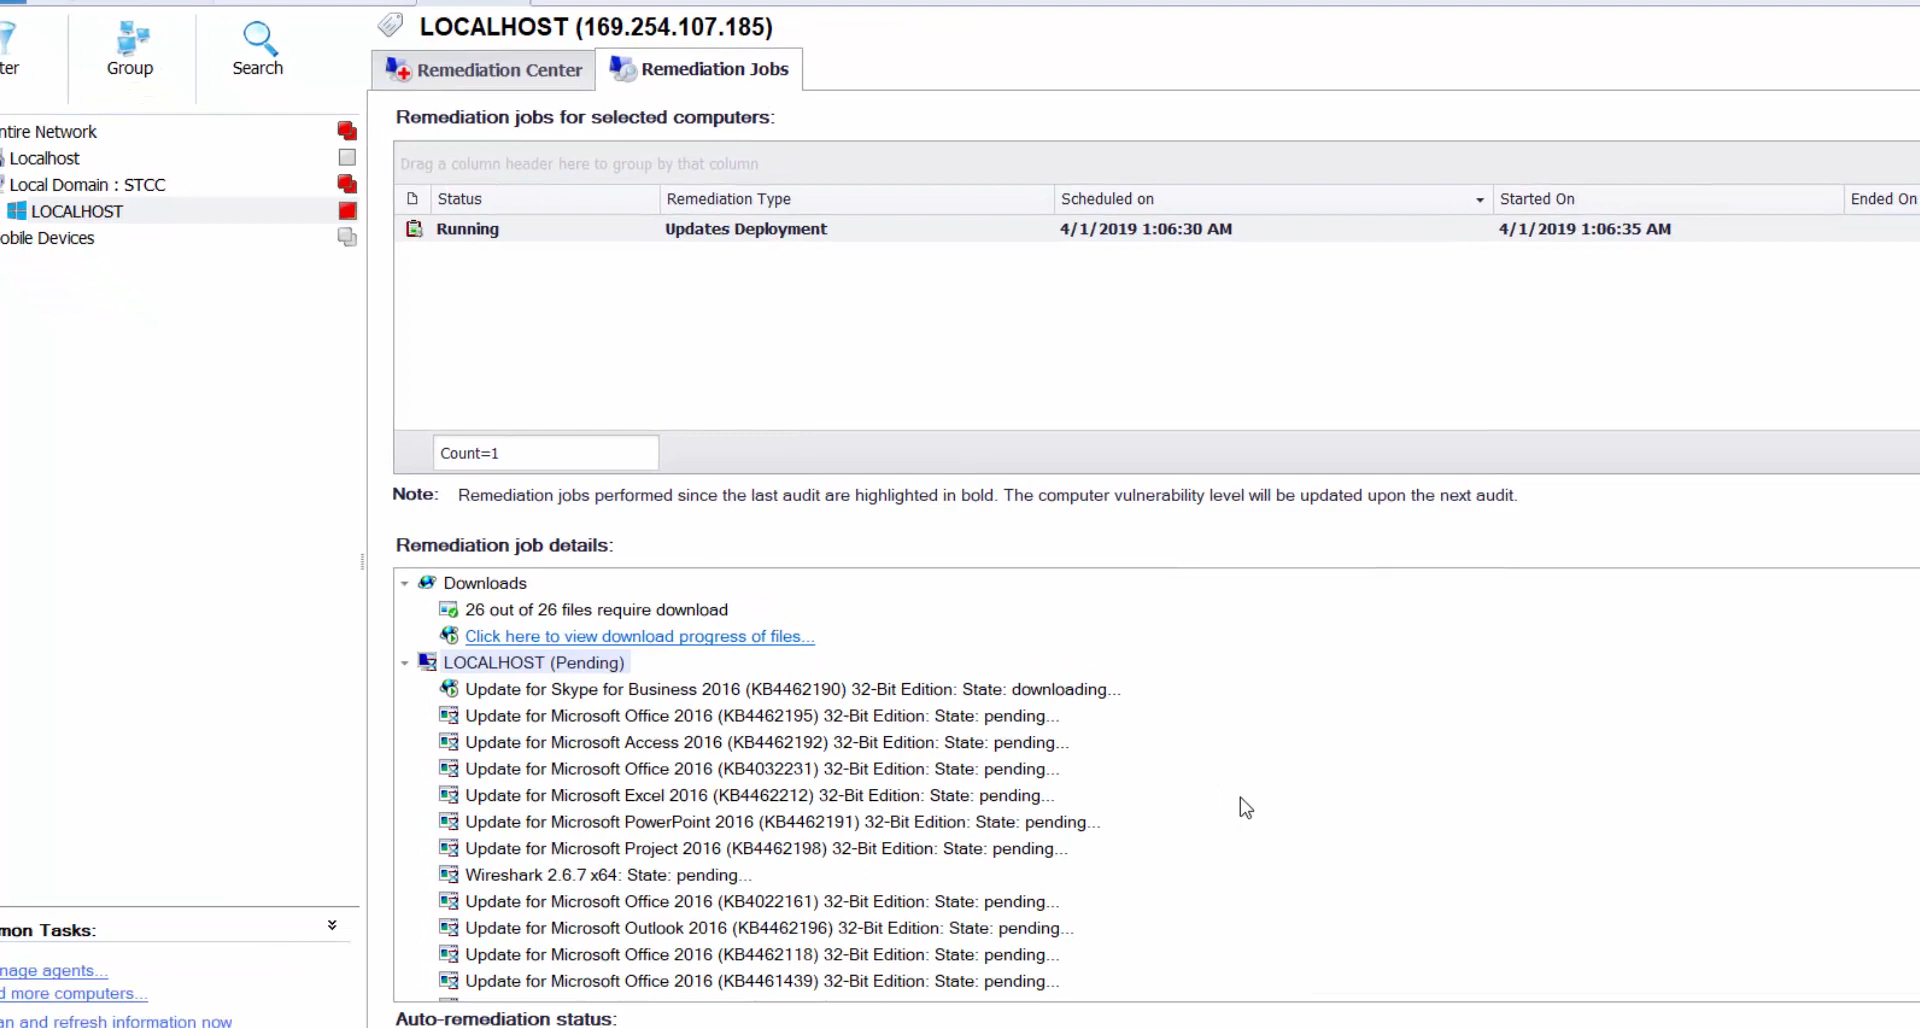 LOCALHOST (169.254.107.185)
ter
Group
Search
Remediation Center
Remediation Jobs
ntire Network
Localhost
Local Domain : STCC
LOCALHOST
obile Devices
Remediation jobs for selected computers:
Drag a column header here to group by that column
Status Remediation Type Scheduled on Started On Ended On
Running Updates Deployment 4/1/2019 1:06:30 AM 4/1/2019 1:06:35 AM
Count=1
Note: Remediation jobs performed since the last audit are highlighted in bold. The computer vulnerability level will be updated upon the next audit.
Remediation job details:
Downloads
26 out of 26 files require download
Click here to view download progress of files...
LOCALHOST (Pending)
Update for Skype for Business 2016 (KB4462190) 32-Bit Edition: State: downloading...
Update for Microsoft Office 2016 (KB4462195) 32-Bit Edition: State: pending...
Update for Microsoft Access 2016 (KB4462192) 32-Bit Edition: State: pending...
Update for Microsoft Office 2016 (KB4032231) 32-Bit Edition: State: pending...
Update for Microsoft Excel 2016 (KB4462212) 32-Bit Edition: State: pending...
Update for Microsoft PowerPoint 2016 (KB4462191) 32-Bit Edition: State: pending...
Update for Microsoft Project 2016 (KB4462198) 32-Bit Edition: State: pending...
Wireshark 2.6.7 x64: State: pending...
Update for Microsoft Office 2016 (KB4022161) 32-Bit Edition: State: pending...
Update for Microsoft Outlook 2016 (KB4462196) 32-Bit Edition: State: pending...
Update for Microsoft Office 2016 (KB4462118) 32-Bit Edition: State: pending...
Update for Microsoft Office 2016 (KB4461439) 32-Bit Edition: State: pending...
Auto-remediation status:
mon Tasks:
nage agents...
d more computers...
an and refresh information now